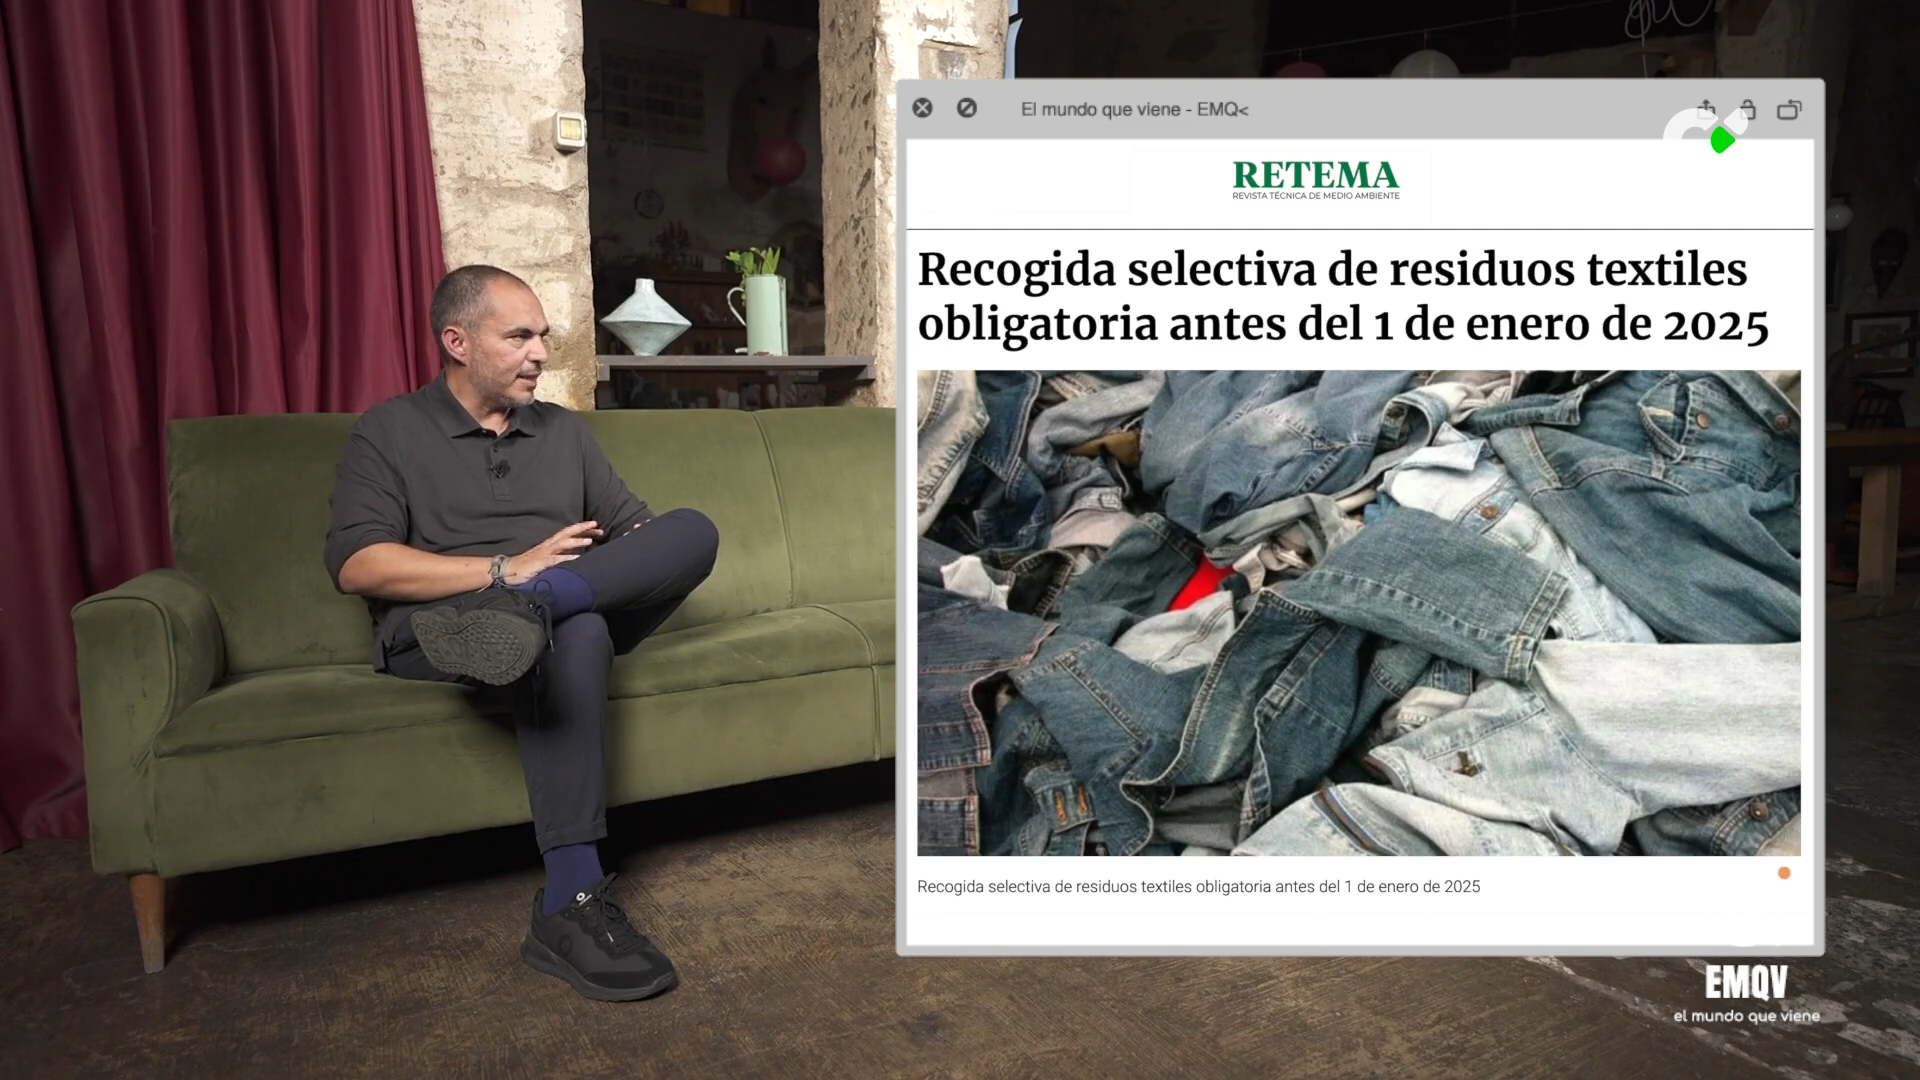 El mundo que viene - EMQ<
RETEMA
REVISTA TÉCNICA DE MEDIO AMBIENTE
Recogida selectiva de residuos textiles
obligatoria antes del 1 de enero de 2025
Recogida selectiva de residuos textiles obligatoria antes del 1 de enero de 2025
EMQV
el mundo que viene